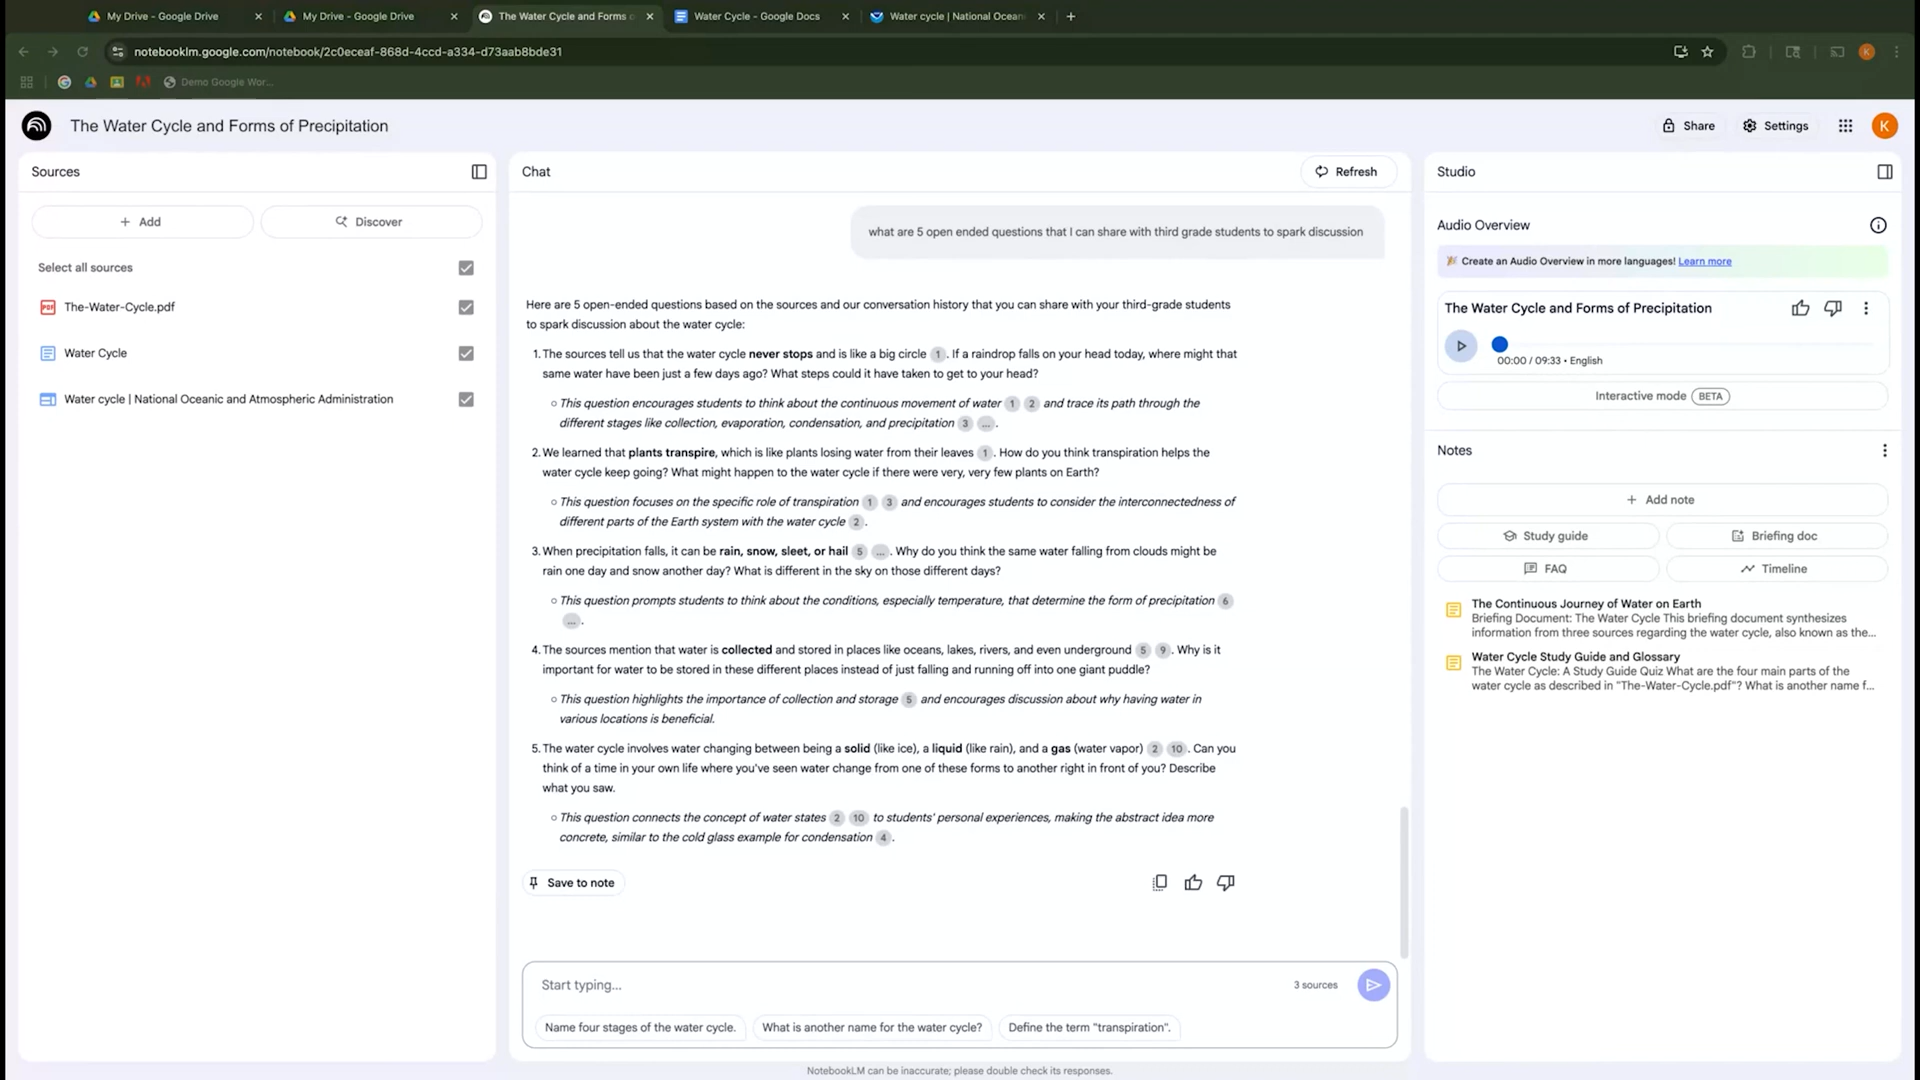 My Drive - Google Drive
My Drive - Google Drive
The Water Cycle and Forms o
Water Cycle - Google Docs
Water cycle | National Ocean
notebooklm.google.com/notebook/2c0eceaf-868d-4ccd-a334-d73aab8bde31
K
Demo Google Wor...
The Water Cycle and Forms of Precipitation
Share
Settings
K
Sources
Add
Discover
Select all sources
PDF
The-Water-Cycle.pdf
Water Cycle
Water cycle | National Oceanic and Atmospheric Administration
Chat
Refresh
what are 5 open ended questions that I can share with third grade students to spark discussion
Here are 5 open-ended questions based on the sources and our conversation history that you can share with your third-grade students
to spark discussion about the water cycle:
1. The sources tell us that the water cycle never stops and is like a big circle 1 . If a raindrop falls on your head today, where might that
same water have been just a few days ago? What steps could it have taken to get to your head?
This question encourages students to think about the continuous movement of water 1 2 and trace its path through the
different stages like collection, evaporation, condensation, and precipitation 3 ... .
2. We learned that plants transpire, which is like plants losing water from their leaves 1 . How do you think transpiration helps the
water cycle keep going? What might happen to the water cycle if there were very, very few plants on Earth?
This question focuses on the specific role of transpiration 1 3 and encourages students to consider the interconnectedness of
different parts of the Earth system with the water cycle 2 .
3. When precipitation falls, it can be rain, snow, sleet, or hail 5 ... . Why do you think the same water falling from clouds might be
rain one day and snow another day? What is different in the sky on those different days?
This question prompts students to think about the conditions, especially temperature, that determine the form of precipitation 6
... .
4. The sources mention that water is collected and stored in places like oceans, lakes, rivers, and even underground 5 9 . Why is it
important for water to be stored in these different places instead of just falling and running off into one giant puddle?
This question highlights the importance of collection and storage 5 and encourages discussion about why having water in
various locations is beneficial.
5. The water cycle involves water changing between being a solid (like ice), a liquid (like rain), and a gas (water vapor) 2 10 . Can you
think of a time in your own life where you've seen water change from one of these forms to another right in front of you? Describe
what you saw.
This question connects the concept of water states 2 10 to students' personal experiences, making the abstract idea more
concrete, similar to the cold glass example for condensation 4 .
Save to note
Start typing...
3 sources
Name four stages of the water cycle.
What is another name for the water cycle?
Define the term "transpiration".
NotebookLM can be inaccurate; please double check its responses.
Studio
Audio Overview
Create an Audio Overview in more languages! Learn more
The Water Cycle and Forms of Precipitation
00:00 / 09:33 • English
Interactive mode BETA
Notes
Add note
Study guide
Briefing doc
FAQ
Timeline
The Continuous Journey of Water on Earth
Briefing Document: The Water Cycle This briefing document synthesizes
information from three sources regarding the water cycle, also known as the...
Water Cycle Study Guide and Glossary
The Water Cycle: A Study Guide Quiz What are the four main parts of the
water cycle as described in "The-Water-Cycle.pdf"? What is another name f...